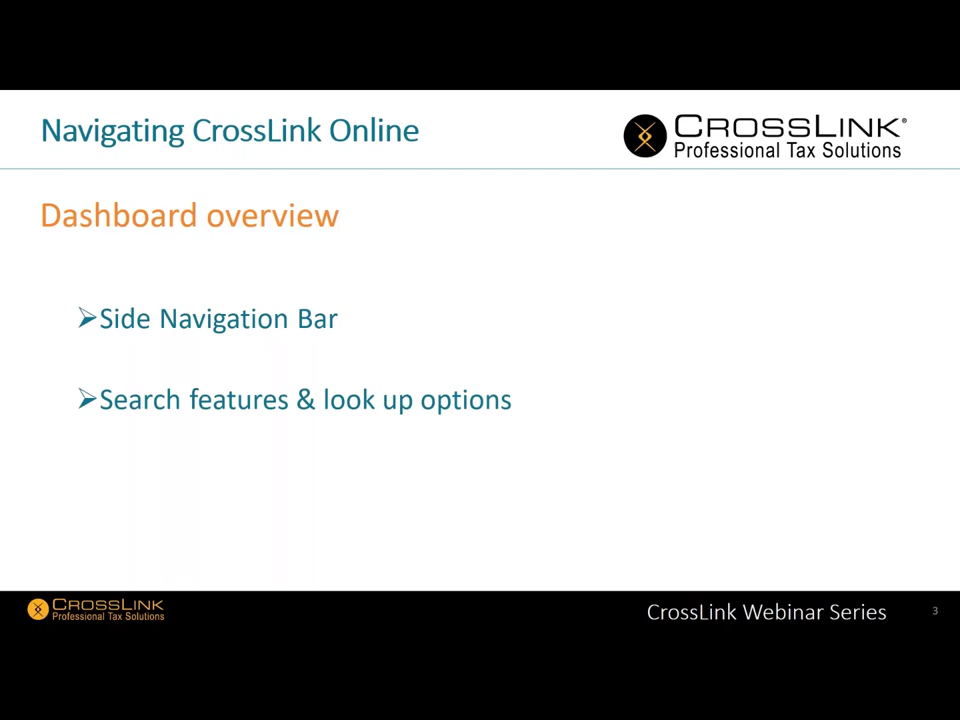 Navigating CrossLink Online
CROSSLINK®
Professional Tax Solutions
Dashboard overview
➢Side Navigation Bar
➢Search features & look up options
CROSSLINK
Professional Tax Solutions
CrossLink Webinar Series
3